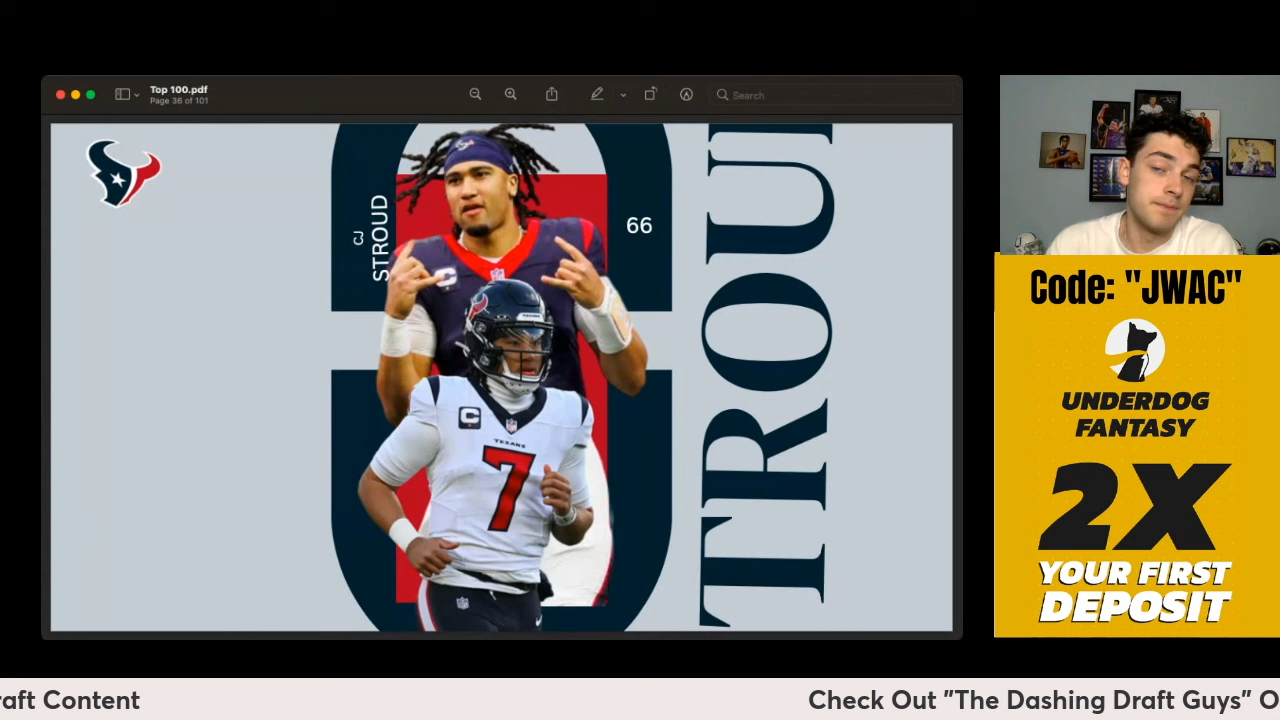 Top 100.pdf
Page 36 of 101
Search
CJ
STROUD
66
TROU
C
C
TEXANS
7
Code: "JWAC"
UNDERDOG
FANTASY
2X
YOUR FIRST
DEPOSIT
raft Content
Check Out "The Dashing Draft Guys" O